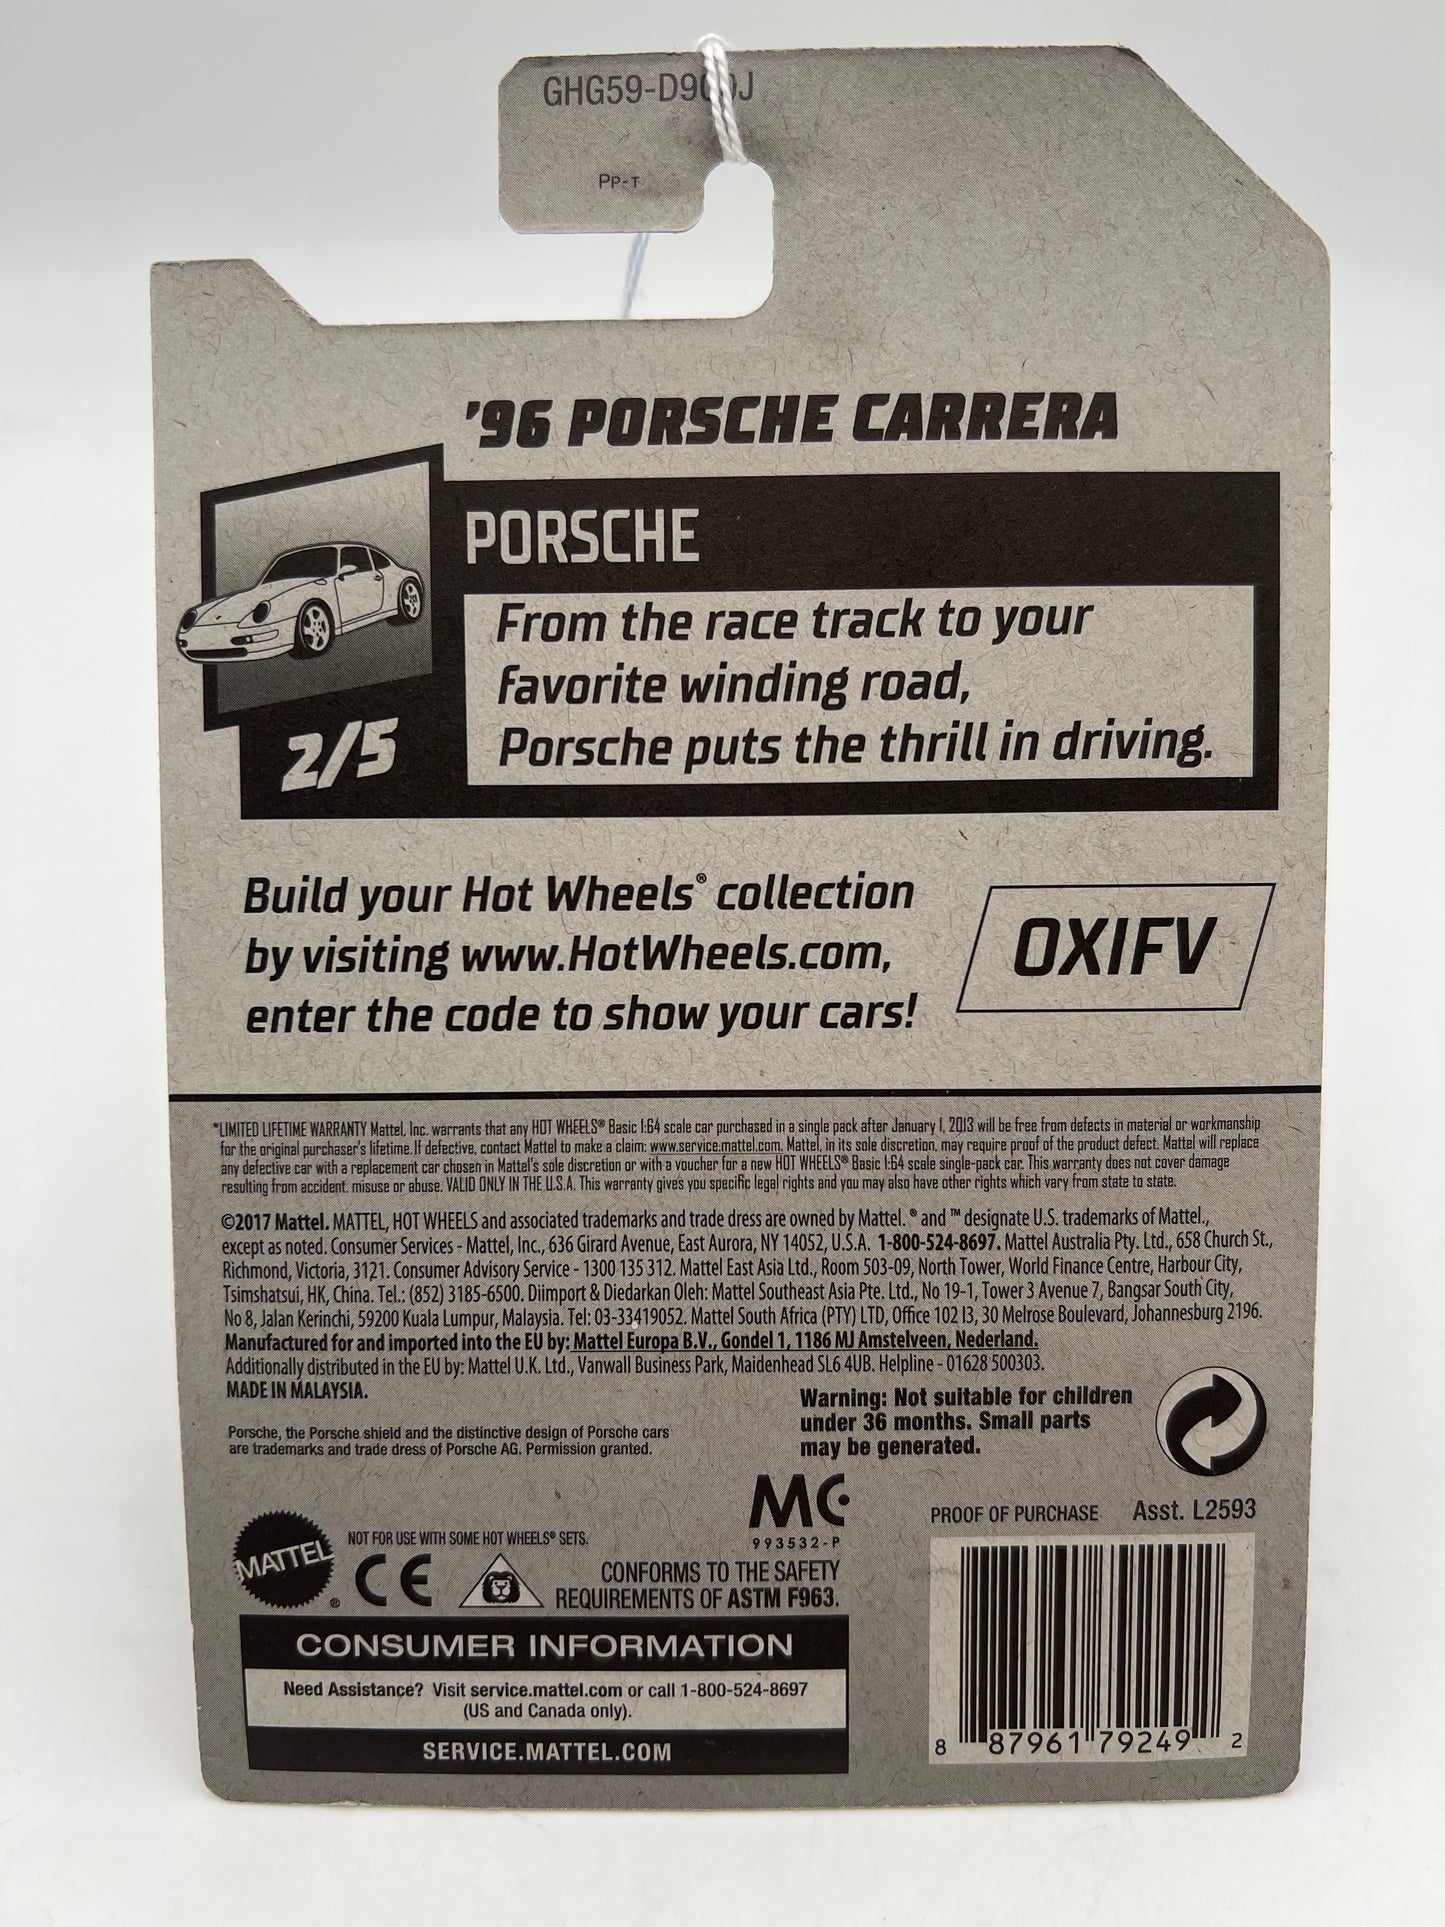 GHG59-D9
Pp-T
'96 PORSCHE CARRERA
PORSCHE
From the race track to your
favorite winding road,
Porsche puts the thrill in driving.
2/5
Build your Hot Wheels® collection
by visiting www.HotWheels.com,
enter the code to show your cars!
OXIFV
*LIMITED LIFETIME WARRANTY Mattel, Inc. warrants that any HOT WHEELS® Basic 1:64 scale car purchased in a single pack after January 1, 2013 will be free from defects in material or workmanship
for the original purchaser's lifetime. If defective, contact Mattel to make a claim: www.service.mattel.com. Mattel, in its sole discretion, may require proof of the product defect. Mattel will replace
any defective car with a replacement car chosen in Mattel's sole discretion or with a voucher for a new HOT WHEELS® Basic 1:64 scale single-pack car. This warranty does not cover damage
resulting from accident, misuse or abuse. VALID ONLY IN THE U.S.A. This warranty gives you specific legal rights and you may also have other rights which vary from state to state.
©2017 Mattel. MATTEL, HOT WHEELS and associated trademarks and trade dress are owned by Mattel. ® and ™ designate U.S. trademarks of Mattel.,
except as noted. Consumer Services - Mattel, Inc., 636 Girard Avenue, East Aurora, NY 14052, U.S.A. 1-800-524-8697. Mattel Australia Pty. Ltd., 658 Church St.,
Richmond, Victoria, 3121. Consumer Advisory Service - 1300 135 312. Mattel East Asia Ltd., Room 503-09, North Tower, World Finance Centre, Harbour City,
Tsimshatsui, HK, China. Tel.: (852) 3185-6500. Diimport & Diedarkan Oleh: Mattel Southeast Asia Pte. Ltd., No 19-1, Tower 3 Avenue 7, Bangsar South City,
No 8, Jalan Kerinchi, 59200 Kuala Lumpur, Malaysia. Tel: 03-33419052. Mattel South Africa (PTY) LTD, Office 102 I3, 30 Melrose Boulevard, Johannesburg 2196.
Manufactured for and imported into the EU by: Mattel Europa B.V., Gondel 1, 1186 MJ Amstelveen, Nederland.
Additionally distributed in the EU by: Mattel U.K. Ltd., Vanwall Business Park, Maidenhead SL6 4UB. Helpline - 01628 500303.
MADE IN MALAYSIA.
Warning: Not suitable for children
under 36 months. Small parts
may be generated.
Porsche, the Porsche shield and the distinctive design of Porsche cars
are trademarks and trade dress of Porsche AG. Permission granted.
MC
993532-P
PROOF OF PURCHASE Asst. L2593
MATTEL®
NOT FOR USE WITH SOME HOT WHEELS® SETS.
CE
CONFORMS TO THE SAFETY
REQUIREMENTS OF ASTM F963.
CONSUMER INFORMATION
Need Assistance? Visit service.mattel.com or call 1-800-524-8697
(US and Canada only).
SERVICE.MATTEL.COM
8 87961 79249 2